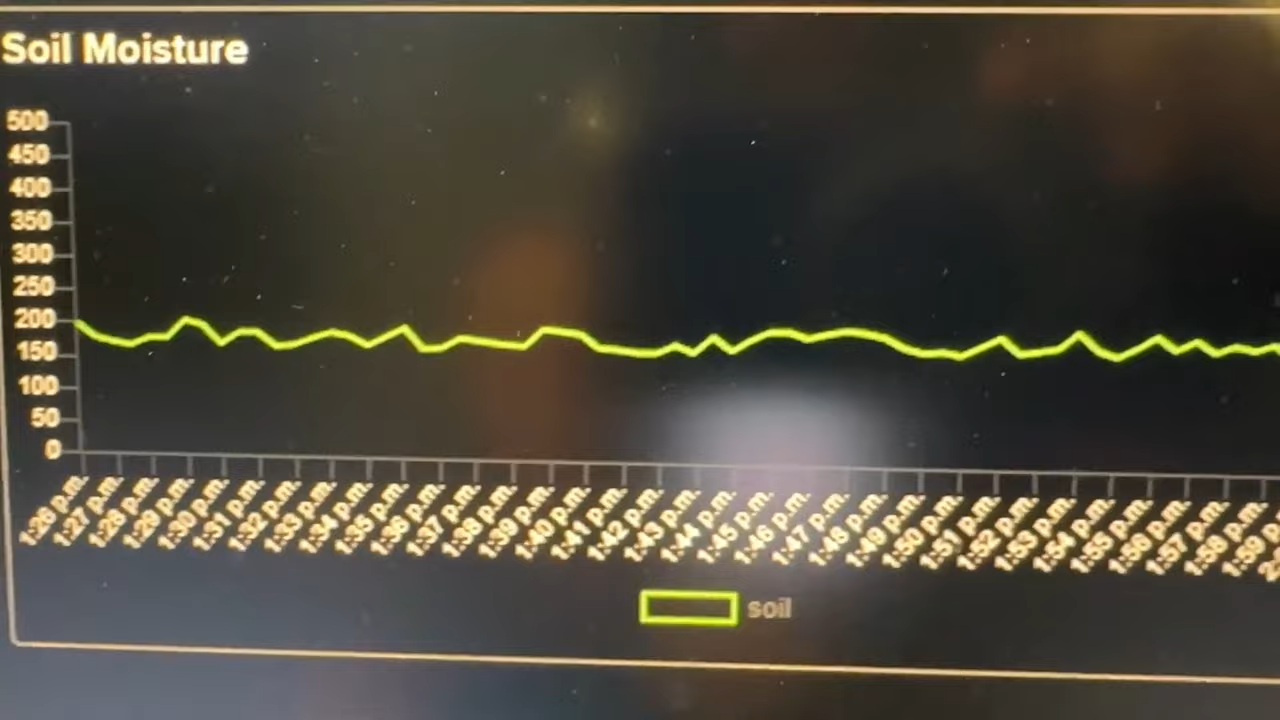 Soil Moisture
500
450
400
350
300
250
200
150
100
50
0
1:26 p.m.
1:27 p.m.
1:28 p.m.
1:29 p.m.
1:30 p.m.
1:31 p.m.
1:32 p.m.
1:33 p.m.
1:34 p.m.
1:35 p.m.
1:36 p.m.
1:37 p.m.
1:38 p.m.
1:39 p.m.
1:40 p.m.
1:41 p.m.
1:42 p.m.
1:43 p.m.
1:44 p.m.
1:45 p.m.
1:46 p.m.
1:47 p.m.
1:48 p.m.
1:49 p.m.
1:50 p.m.
1:51 p.m.
1:52 p.m.
1:53 p.m.
1:54 p.m.
1:55 p.m.
1:56 p.m.
1:57 p.m.
1:58 p.m.
1:59 p.m.
soil